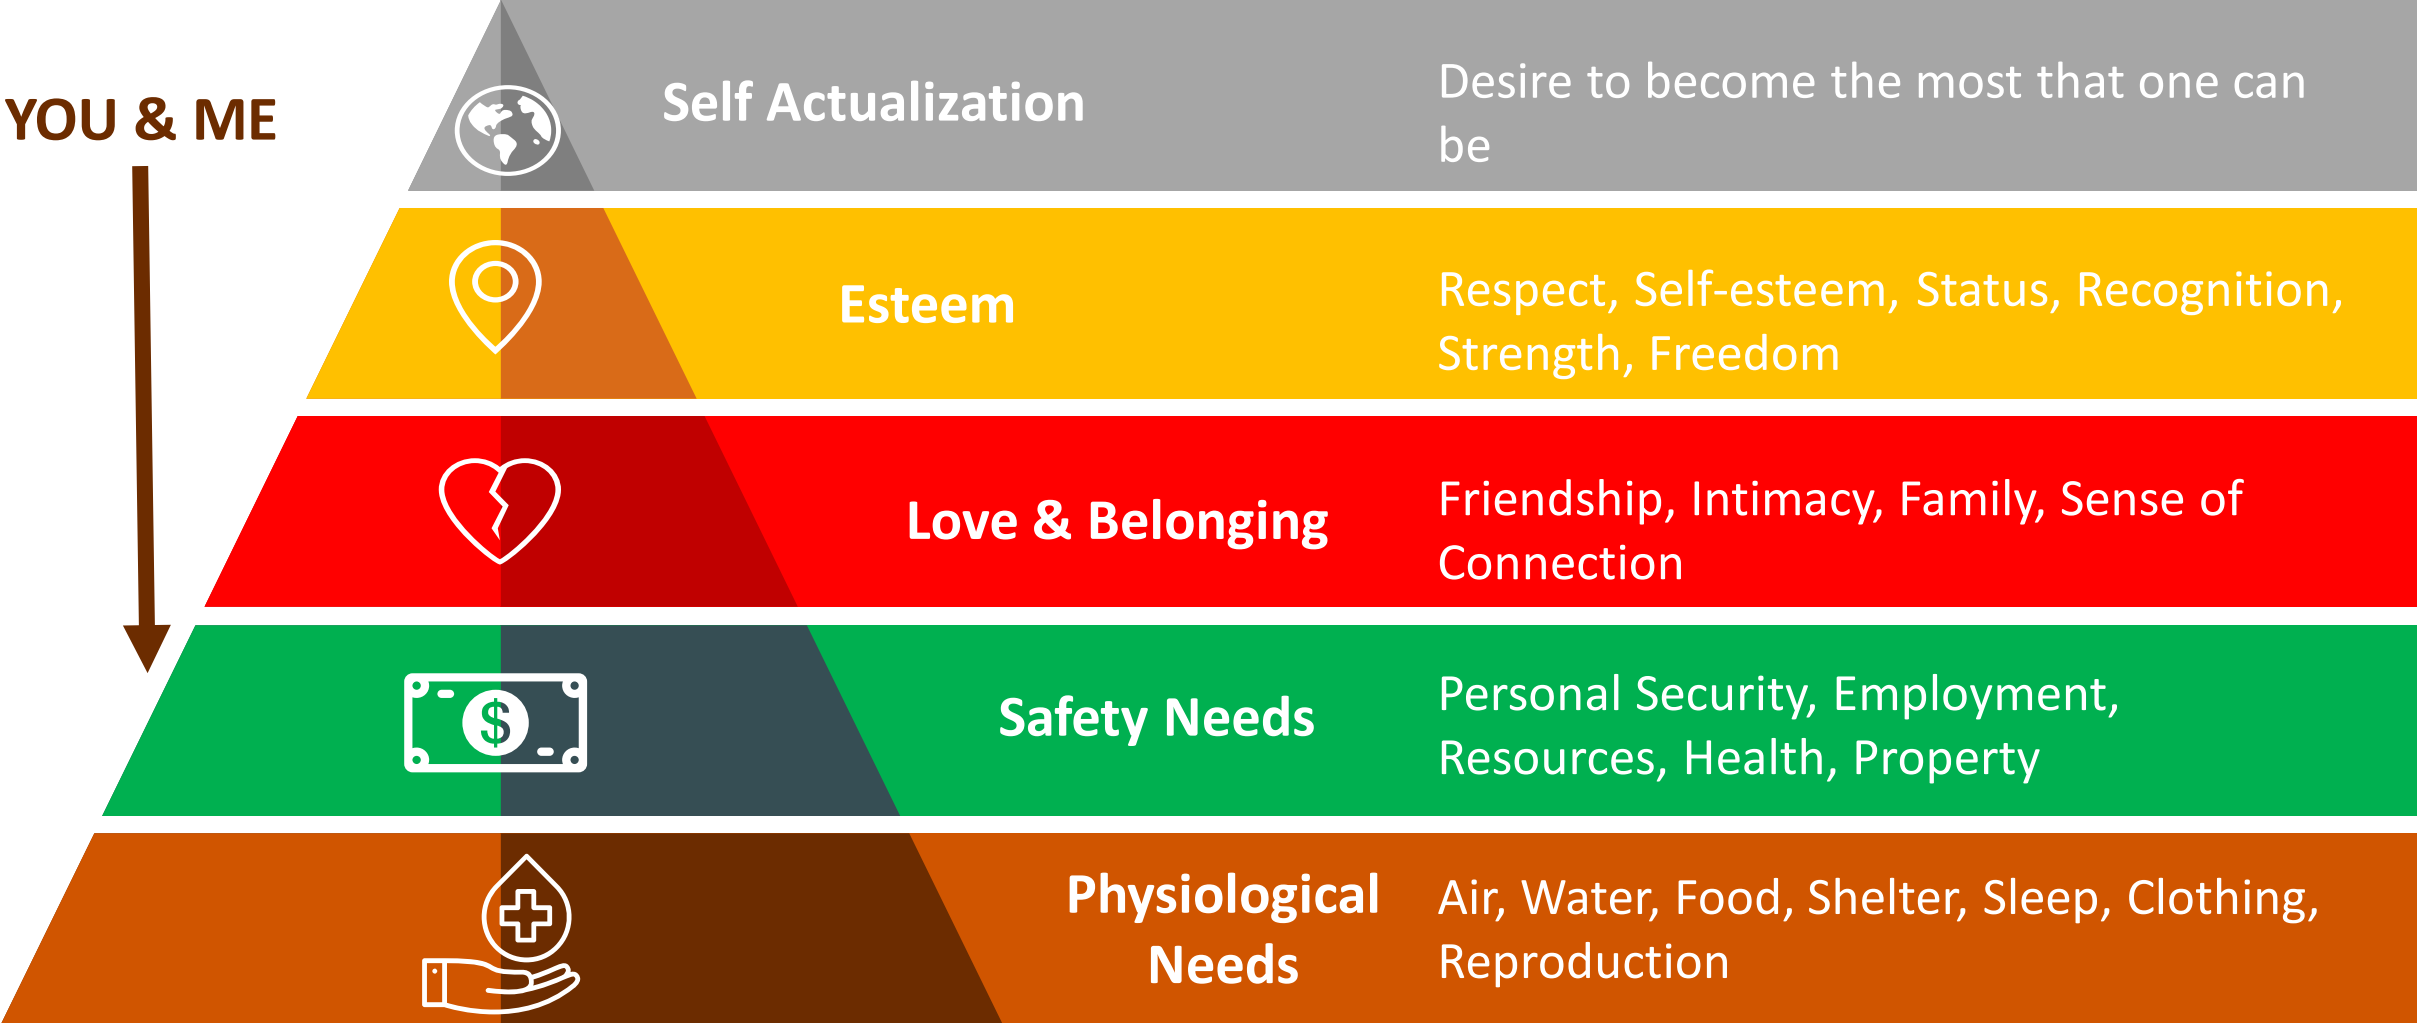 YOU & ME
Self Actualization
Desire to become the most that one can
be
Esteem
Respect, Self-esteem, Status, Recognition,
Strength, Freedom
Love & Belonging
Friendship, Intimacy, Family, Sense of
Connection
$
Safety Needs
Personal Security, Employment,
Resources, Health, Property
Physiological
Needs
Air, Water, Food, Shelter, Sleep, Clothing,
Reproduction